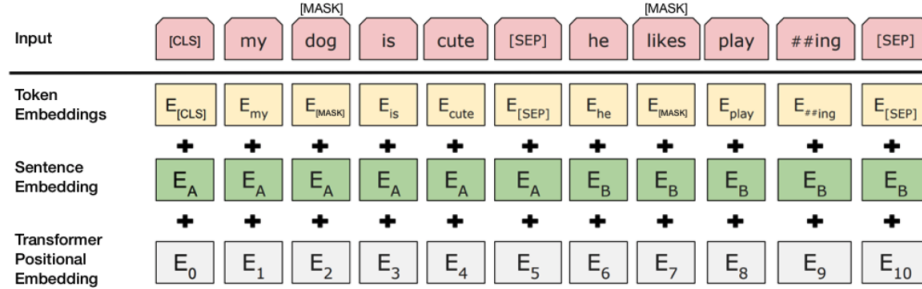 [MASK] [MASK]
Input [CLS] my dog is cute [SEP] he likes play ##ing [SEP]
Token
Embeddings E[CLS] Emy E[MASK] Eis Ecute E[SEP] Ehe E[MASK] Eplay E##ing E[SEP]
+ + + + + + + + + + +
Sentence
Embedding EA EA EA EA EA EA EB EB EB EB EB
+ + + + + + + + + + +
Transformer
Positional
Embedding E0 E1 E2 E3 E4 E5 E6 E7 E8 E9 E10